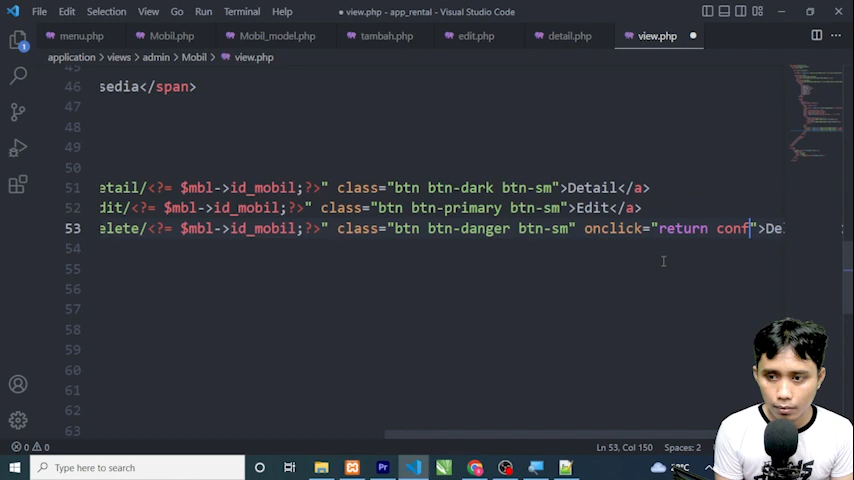 File Edit Selection View Go Run Terminal Help
view.php - app_rental - Visual Studio Code
menu.php Mobil.php Mobil_model.php tambah.php edit.php detail.php view.php
application > views > admin > Mobil > view.php
45
46 sedia</span>
47
48
49
50
51 etail/<?= $mbl->id_mobil;?>" class="btn btn-dark btn-sm">Detail</a>
52 dit/<?= $mbl->id_mobil;?>" class="btn btn-primary btn-sm">Edit</a>
53 elete/<?= $mbl->id_mobil;?>" class="btn btn-danger btn-sm" onclick="return conf">De
54
55
56
57
58
59
60
61
62
63
1
0 0 Ln 53, Col 150 Spaces: 2
Type here to search